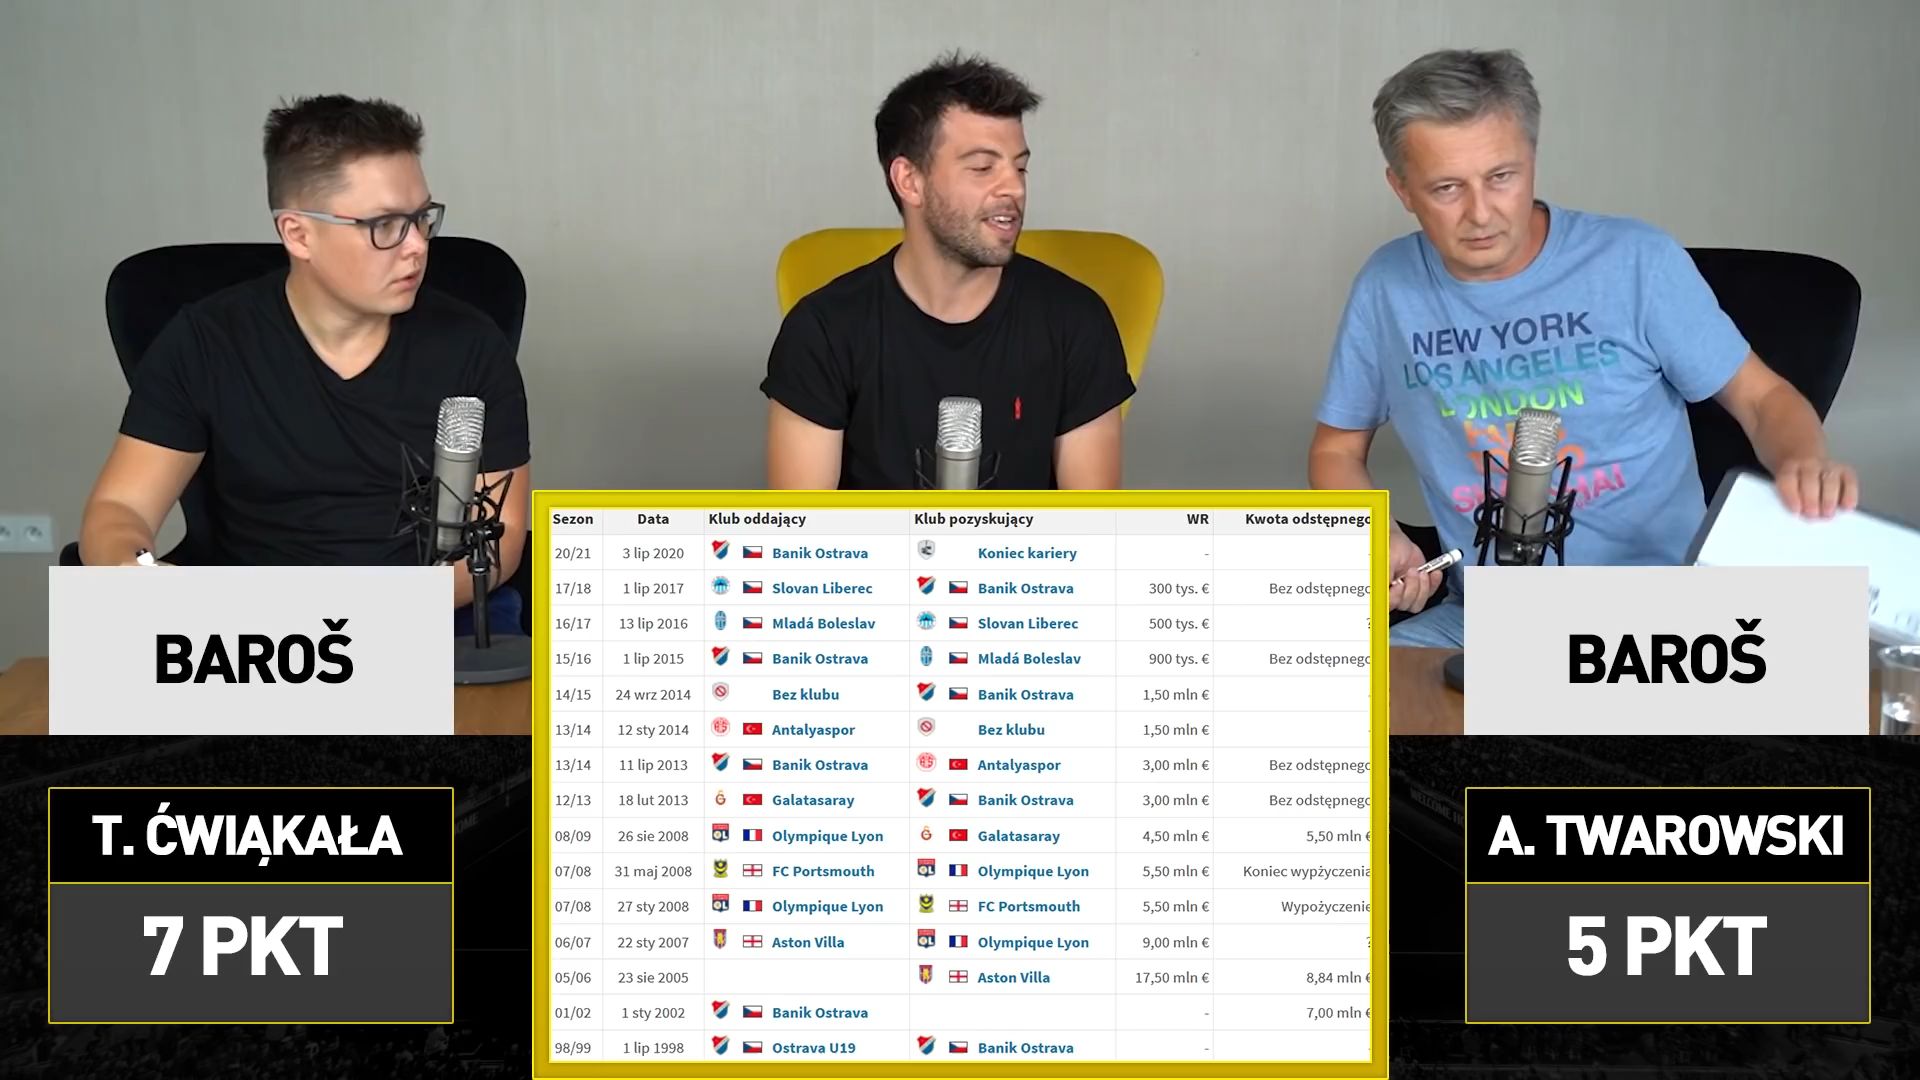 NEW YORK
LOS ANGELES
LONDON
BAROŠ
BAROŠ
T. ĆWIĄKAŁA
7 PKT
A. TWAROWSKI
5 PKT
Sezon Data Klub oddający Klub pozyskujący WR Kwota odstępnego
20/21 3 lip 2020 Banik Ostrava Koniec kariery - -
17/18 1 lip 2017 Slovan Liberec Banik Ostrava 300 tys. € Bez odstępnego
16/17 13 lip 2016 Mladá Boleslav Slovan Liberec 500 tys. € ?
15/16 1 lip 2015 Banik Ostrava Mladá Boleslav 900 tys. € Bez odstępnego
14/15 24 wrz 2014 Bez klubu Banik Ostrava 1,50 mln € -
13/14 12 sty 2014 Antalyaspor Bez klubu 1,50 mln € -
13/14 11 lip 2013 Banik Ostrava Antalyaspor 3,00 mln € Bez odstępnego
12/13 18 lut 2013 Galatasaray Banik Ostrava 3,00 mln € Bez odstępnego
08/09 26 sie 2008 Olympique Lyon Galatasaray 4,50 mln € 5,50 mln €
07/08 31 maj 2008 FC Portsmouth Olympique Lyon 5,50 mln € Koniec wypżyczenia
07/08 27 sty 2008 Olympique Lyon FC Portsmouth 5,50 mln € Wypożyczenie
06/07 22 sty 2007 Aston Villa Olympique Lyon 9,00 mln € ?
05/06 23 sie 2005 Aston Villa 17,50 mln € 8,84 mln €
01/02 1 sty 2002 Banik Ostrava - 7,00 mln €
98/99 1 lip 1998 Ostrava U19 Banik Ostrava - -